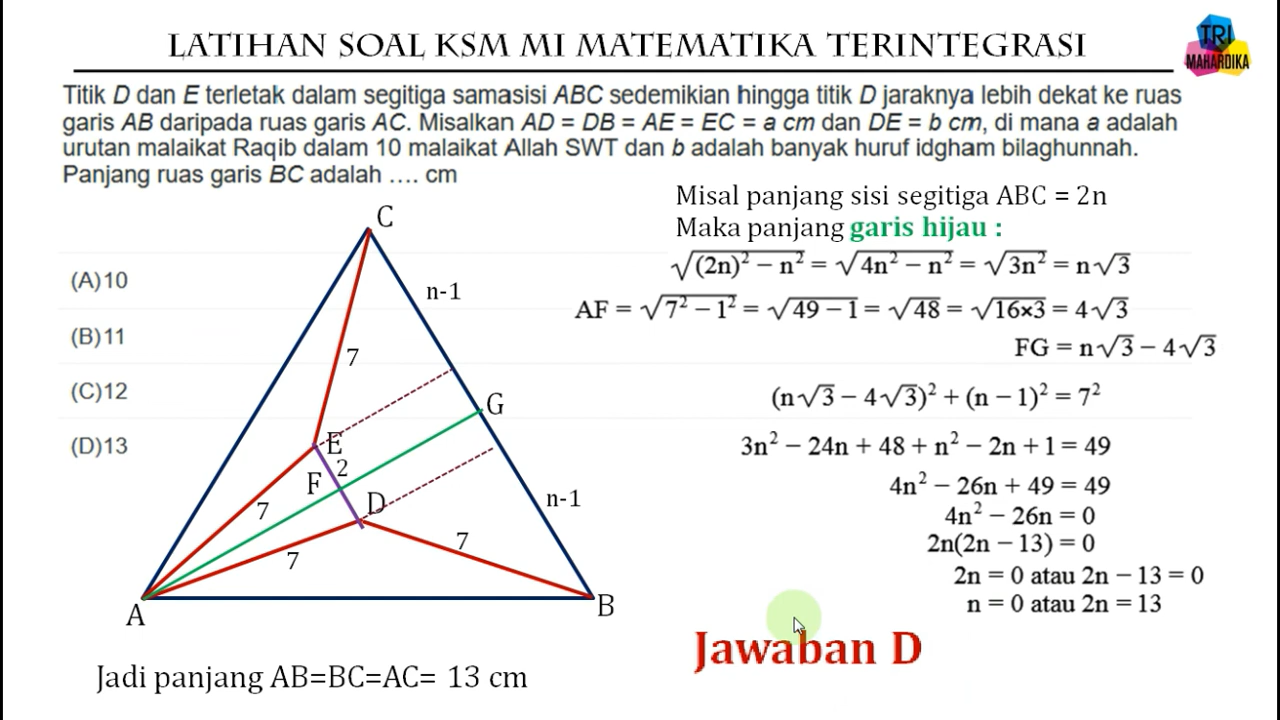 LATIHAN SOAL KSM MI MATEMATIKA TERINTEGRASI
TRI
MAHARDIKA
Titik D dan E terletak dalam segitiga samasisi ABC sedemikian hingga titik D jaraknya lebih dekat ke ruas
garis AB daripada ruas garis AC. Misalkan AD = DB = AE = EC = a cm dan DE = b cm, di mana a adalah
urutan malaikat Raqib dalam 10 malaikat Allah SWT dan b adalah banyak huruf idgham bilaghunnah.
Panjang ruas garis BC adalah .... cm
(A) 10
(B) 11
(C) 12
(D) 13
C
n-1
7
G
E
2
F
D
7
n-1
7
7
A
B
Misal panjang sisi segitiga ABC = 2n
Maka panjang garis hijau :
√(2n)² − n² = √4n² − n² = √3n² = n√3
AF = √7² − 1² = √49 − 1 = √48 = √16×3 = 4√3
FG = n√3 − 4√3
(n√3 − 4√3)² + (n − 1)² = 7²
3n² − 24n + 48 + n² − 2n + 1 = 49
4n² − 26n + 49 = 49
4n² − 26n = 0
2n(2n − 13) = 0
2n = 0 atau 2n − 13 = 0
n = 0 atau 2n = 13
Jawaban D
Jadi panjang AB=BC=AC= 13 cm